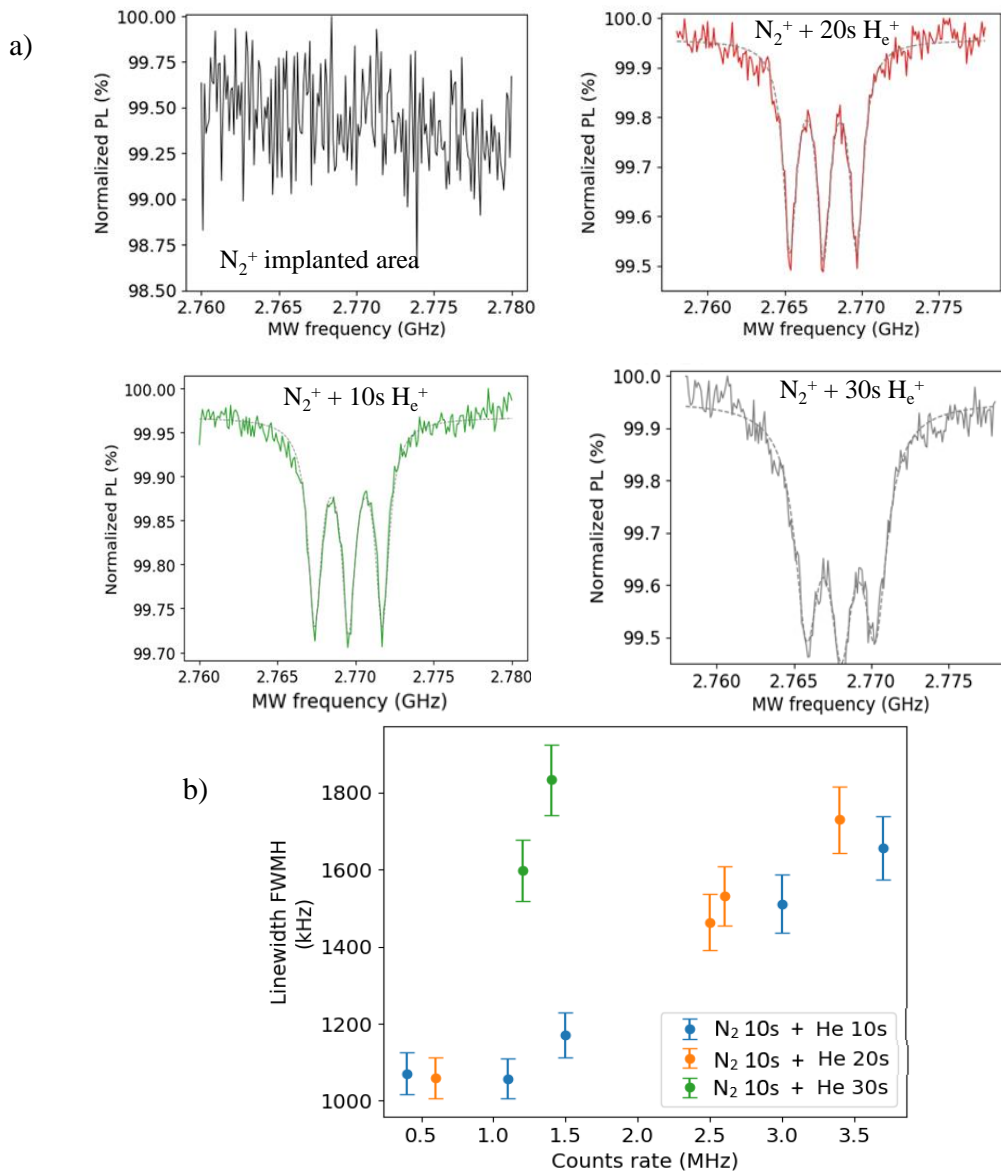 a)
100.00
99.75
99.50
99.25
99.00
98.75
98.50
Normalized PL (%)
N₂⁺ implanted area
2.760 2.765 2.770 2.775 2.780
MW frequency (GHz)
100.0
99.9
99.8
99.7
99.6
99.5
Normalized PL (%)
N₂⁺ + 20s Hₑ⁺
2.760 2.765 2.770 2.775
MW frequency (GHz)
100.00
99.95
99.90
99.85
99.80
99.75
99.70
Normalized PL (%)
N₂⁺ + 10s Hₑ⁺
2.760 2.765 2.770 2.775 2.780
MW frequency (GHz)
100.0
99.9
99.8
99.7
99.6
99.5
Normalized PL (%)
N₂⁺ + 30s Hₑ⁺
2.760 2.765 2.770 2.775
MW frequency (GHz)
b)
1800
1600
1400
1200
1000
Linewidth FWMH
(kHz)
N₂ 10s + He 10s
N₂ 10s + He 20s
N₂ 10s + He 30s
0.5 1.0 1.5 2.0 2.5 3.0 3.5
Counts rate (MHz)